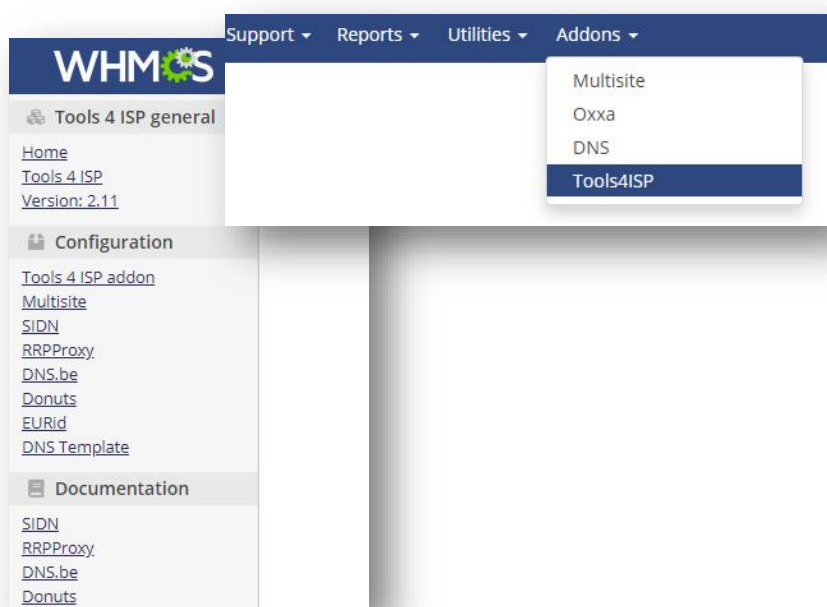 Support Reports Utilities Addons
Multisite
Oxxa
DNS
Tools4ISP
WHMCS
Tools 4 ISP general
Home
Tools 4 ISP
Version: 2.11
Configuration
Tools 4 ISP addon
Multisite
SIDN
RRPProxy
DNS.be
Donuts
EURid
DNS Template
Documentation
SIDN
RRPProxy
DNS.be
Donuts